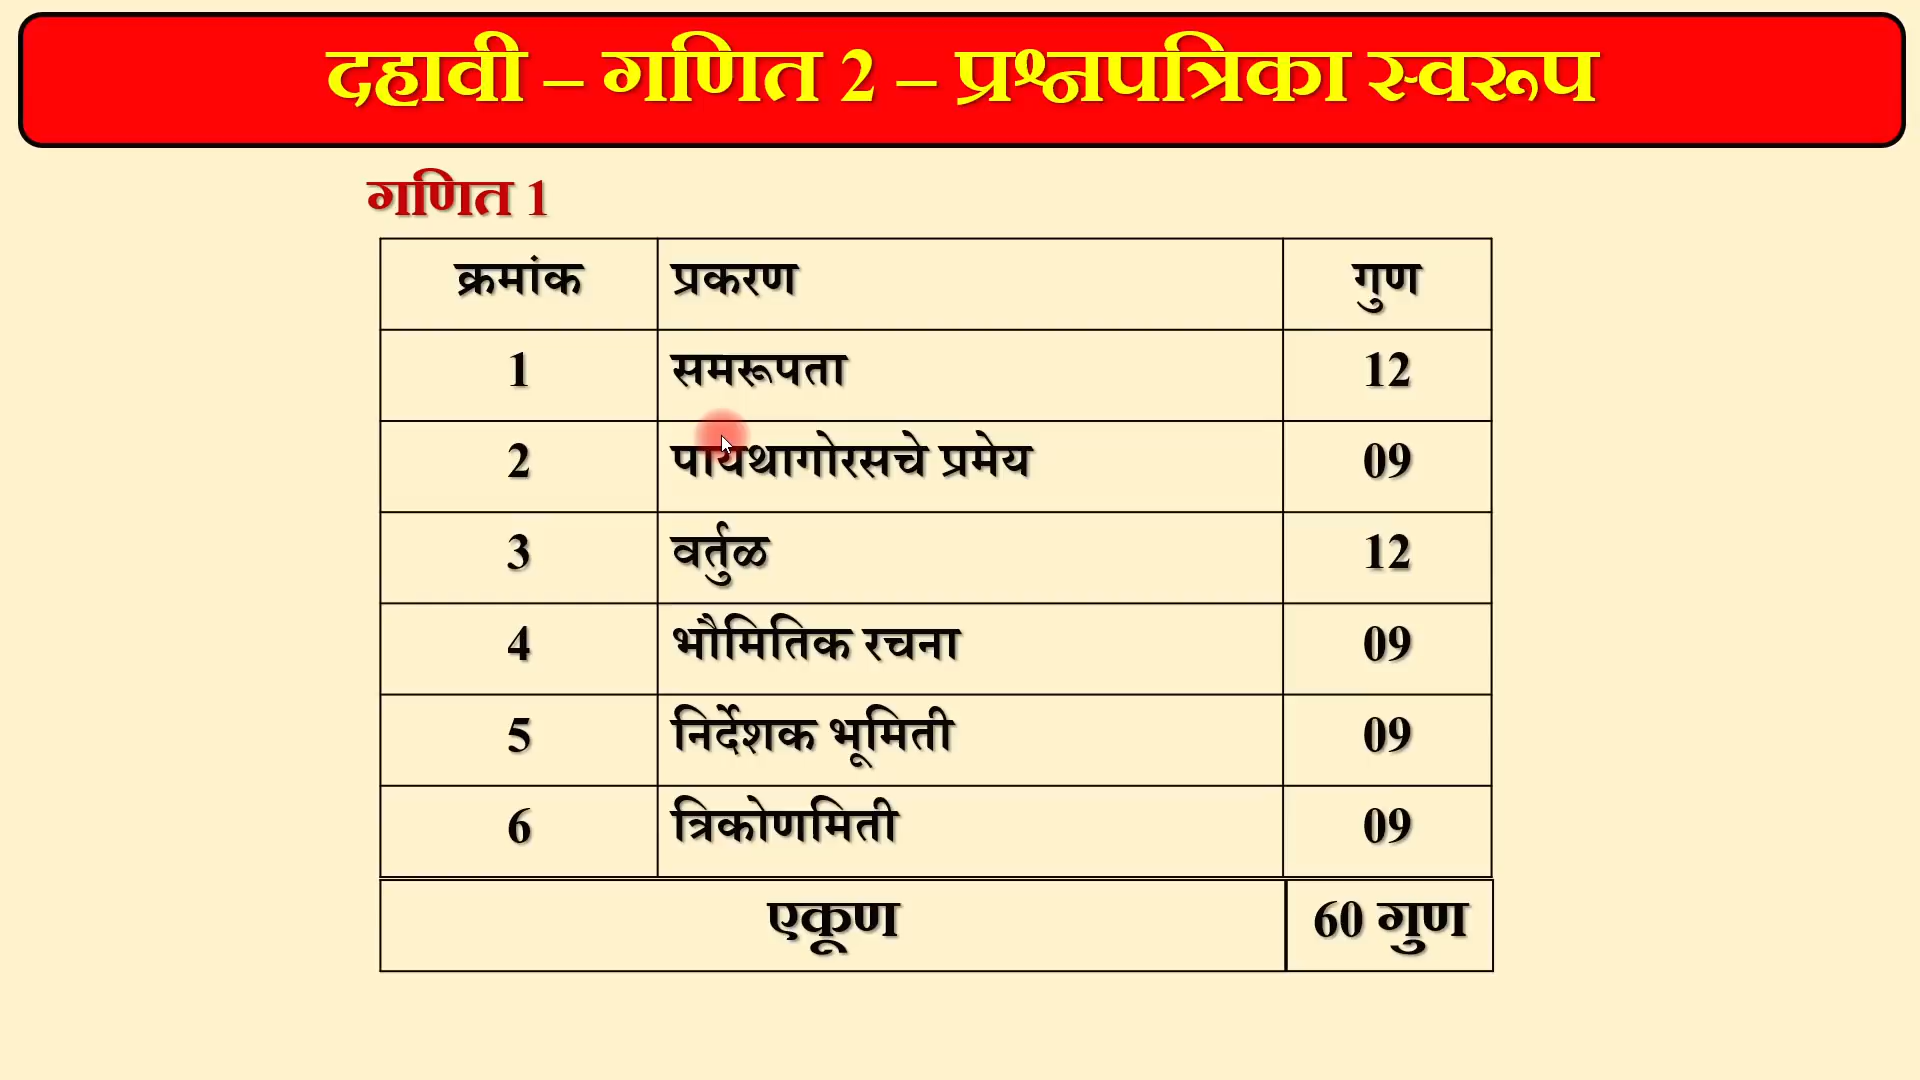 दहावी – गणित 2 – प्रश्नपत्रिका स्वरूप
गणित 1
क्रमांक प्रकरण गुण
1 समरूपता 12
2 पायथागोरसचे प्रमेय 09
3 वर्तुळ 12
4 भौमितिक रचना 09
5 निर्देशक भूमिती 09
6 त्रिकोणमिती 09
एकूण 60 गुण